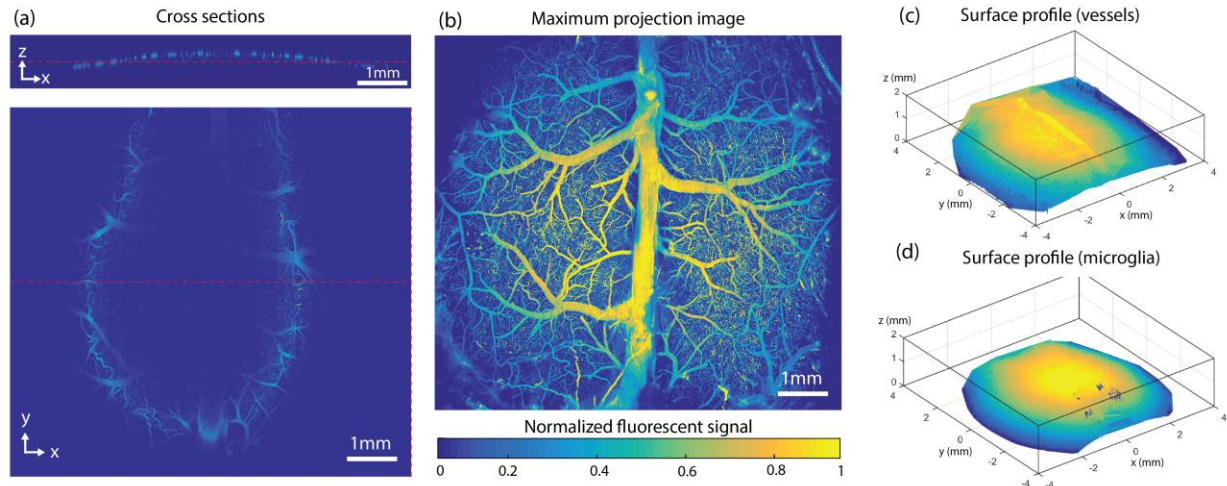 (a)
Cross sections
z
x
1mm
y
x
1mm
(b)
Maximum projection image
1mm
Normalized fluorescent signal
0 0.2 0.4 0.6 0.8 1
(c)
Surface profile (vessels)
z (mm)
2
1
0
4
2
0
-2
-4
y (mm)
-4
-2
0
2
4
x (mm)
(d)
Surface profile (microglia)
z (mm)
2
1
0
4
2
0
-2
-4
y (mm)
-4
-2
0
2
4
x (mm)